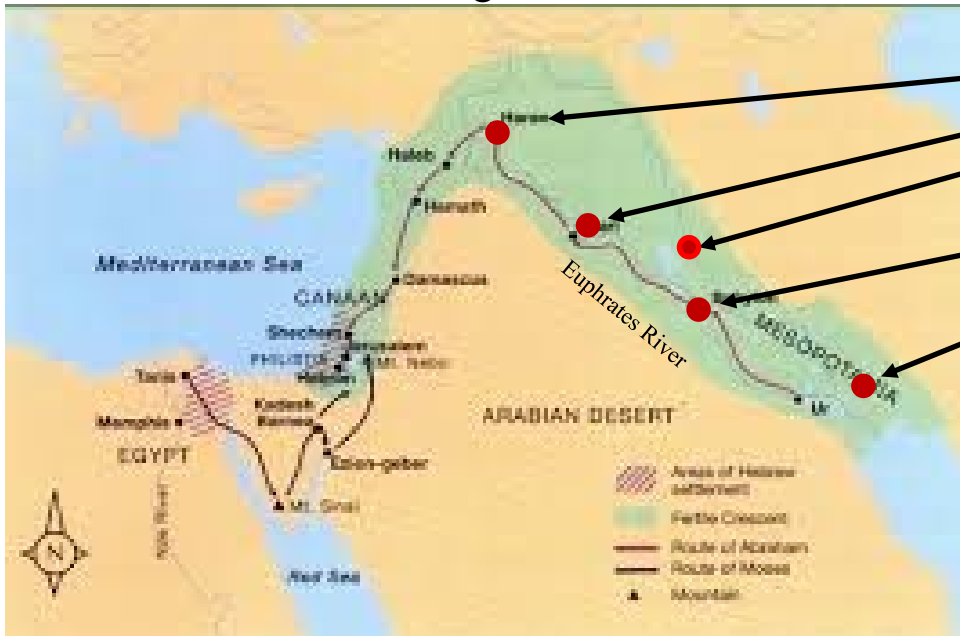 Haran
Haleb
Hamath
Mediterranean Sea
Damascus
CANAAN
Euphrates River
Shechem
Jerusalem
Mt. Nebo
Hebron
MESOPOTAMIA
Tanis
Kadesh
Barnea
Ur
Memphis
ARABIAN DESERT
EGYPT
Ezion-geber
Mt. Sinai
Nile River
Red Sea
N
Areas of Hebrew
settlement
Fertile Crescent
Route of Abraham
Route of Moses
Mountain